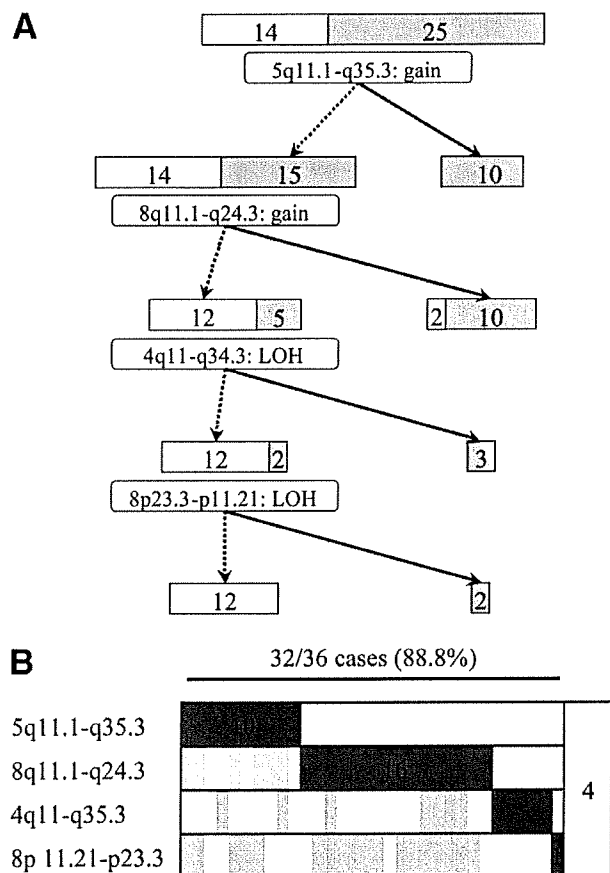 A
14 25
5q11.1-q35.3: gain
14 15 10
8q11.1-q24.3: gain
12 5 2 10
4q11-q34.3: LOH
12 2 3
8p23.3-p11.21: LOH
12 2
B
32/36 cases (88.8%)
5q11.1-q35.3
8q11.1-q24.3
4q11-q35.3
8p 11.21-p23.3
4